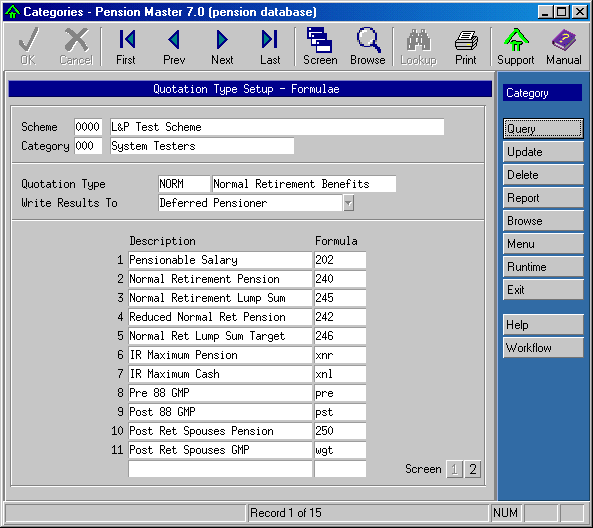 Categories - Pension Master 7.0 (pension database)
OK Cancel First Prev Next Last Screen Browse Lookup Print Support Manual
Quotation Type Setup - Formulae
Category
Scheme 0000 L&P Test Scheme
Category 000 System Testers
Quotation Type NORM Normal Retirement Benefits
Write Results To Deferred Pensioner
Description Formula
1 Pensionable Salary 202
2 Normal Retirement Pension 240
3 Normal Retirement Lump Sum 245
4 Reduced Normal Ret Pension 242
5 Normal Ret Lump Sum Target 246
6 IR Maximum Pension xnr
7 IR Maximum Cash xnl
8 Pre 88 GMP pre
9 Post 88 GMP pst
10 Post Ret Spouses Pension 250
11 Post Ret Spouses GMP wgt
Screen 1 2
Query
Update
Delete
Report
Browse
Menu
Runtime
Exit
Help
Workflow
Record 1 of 15 NUM